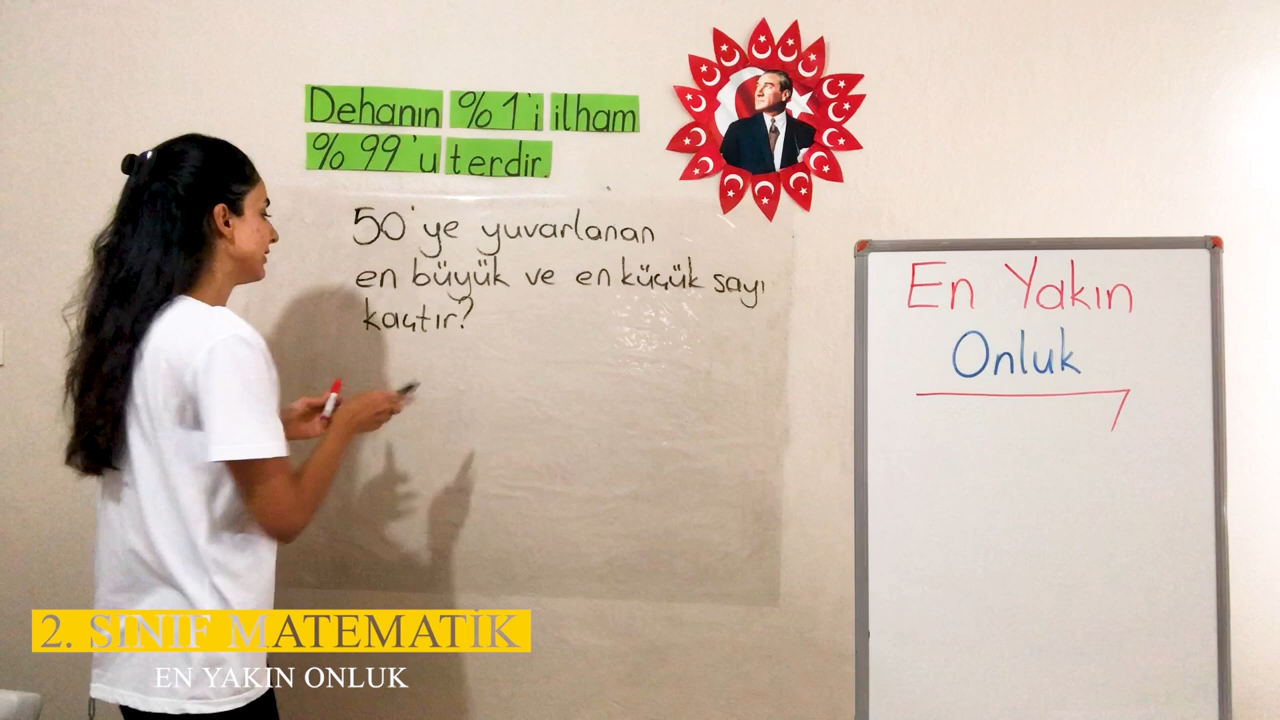 Dehanın %1'i ilham
%99'u terdir.
50'ye yuvarlanan
en büyük ve en küçük sayı
kaçtır?
En Yakın
Onluk
2. SINIF MATEMATİK
EN YAKIN ONLUK